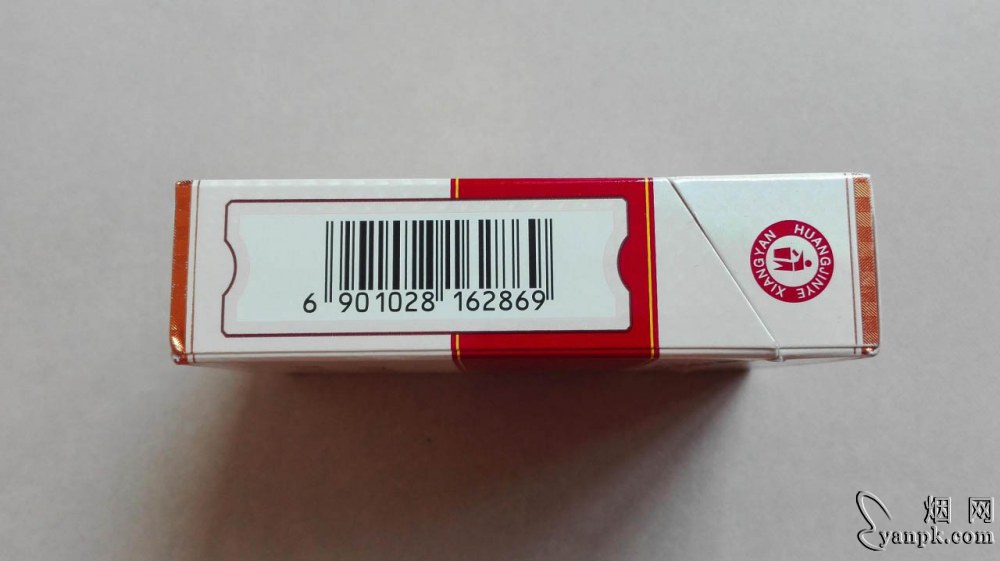 6 901028 162869
HUANGJINYE XIANGYAN
烟网
yanpk.com